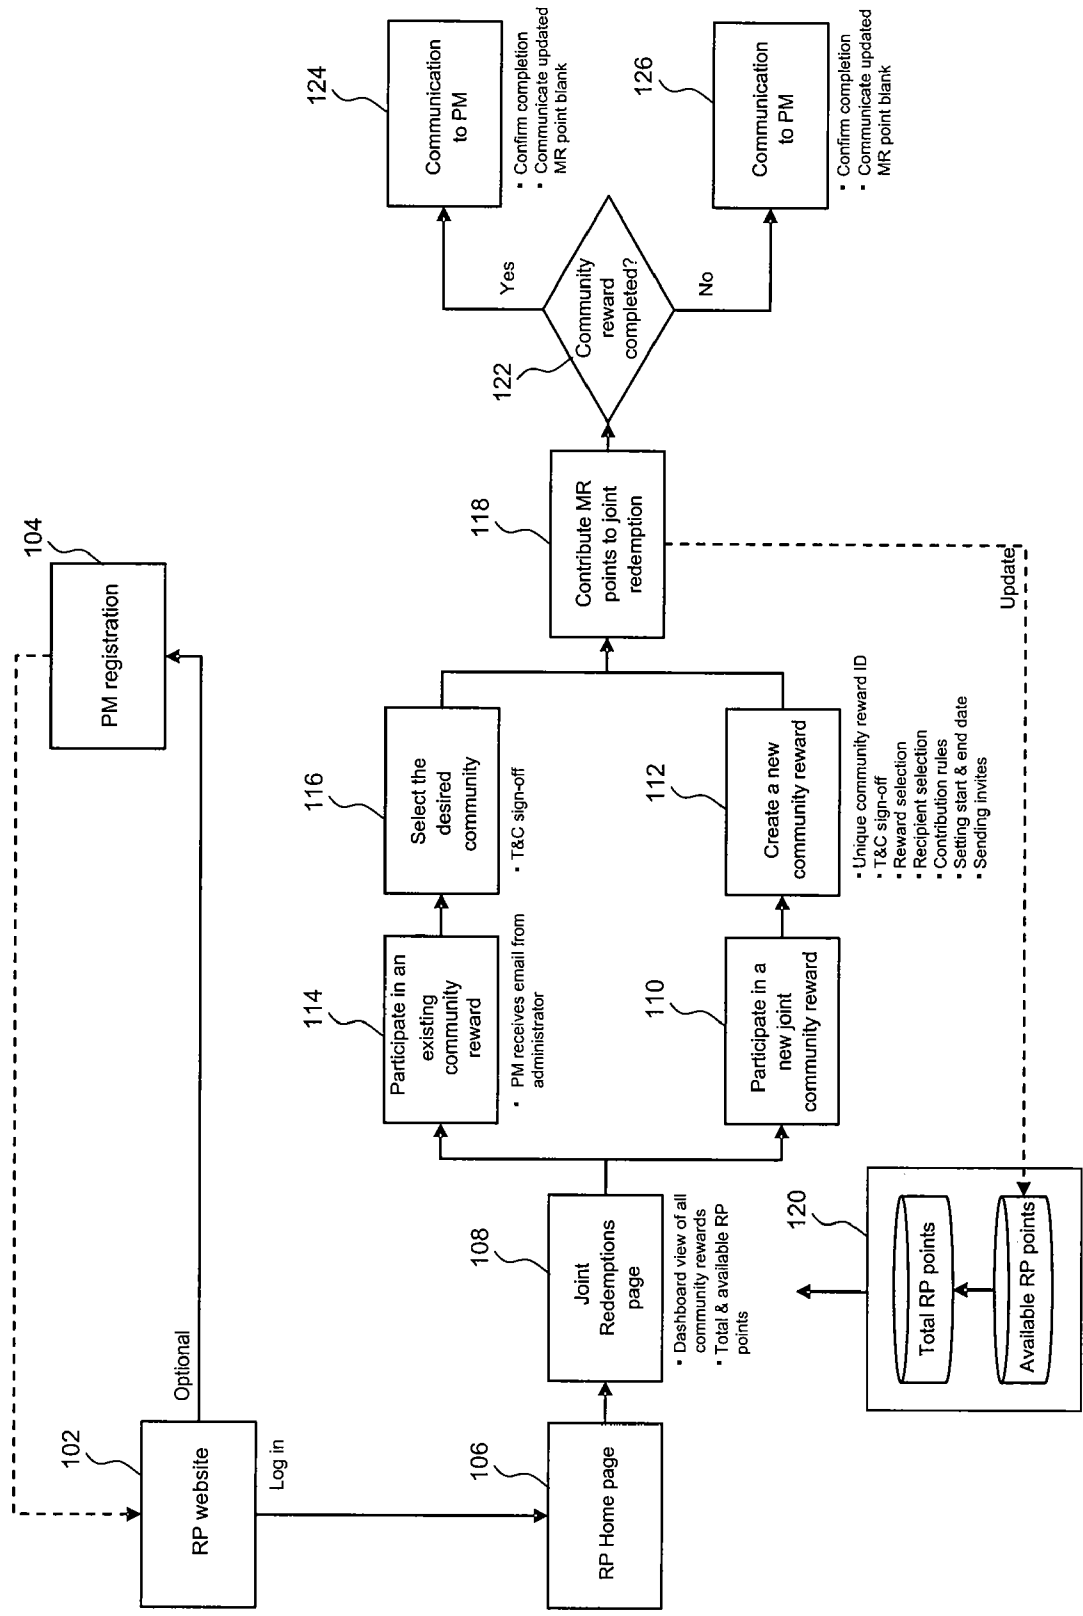 102
RP website
Optional
Log in
104
PM registration
106
RP Home page
108
Joint
Redemptions
page
▪ Dashboard view of all
community rewards
▪ Total & available RP
points
114
Participate in an
existing
community
reward
▪ PM receives email from
administrator
116
Select the
desired
community
▪ T&C sign-off
110
Participate in a
new joint
community reward
112
Create a new
community reward
▪ Unique community reward ID
▪ T&C sign-off
▪ Reward selection
▪ Recipient selection
▪ Contribution rules
▪ Setting start & end date
▪ Sending invites
118
Contribute MR
points to joint
redemption
Update
120
Total RP points
Available RP points
122
Community
reward
completed?
Yes
No
124
Communication
to PM
▪ Confirm completion
▪ Communicate updated
MR point blank
126
Communication
to PM
▪ Confirm completion
▪ Communicate updated
MR point blank